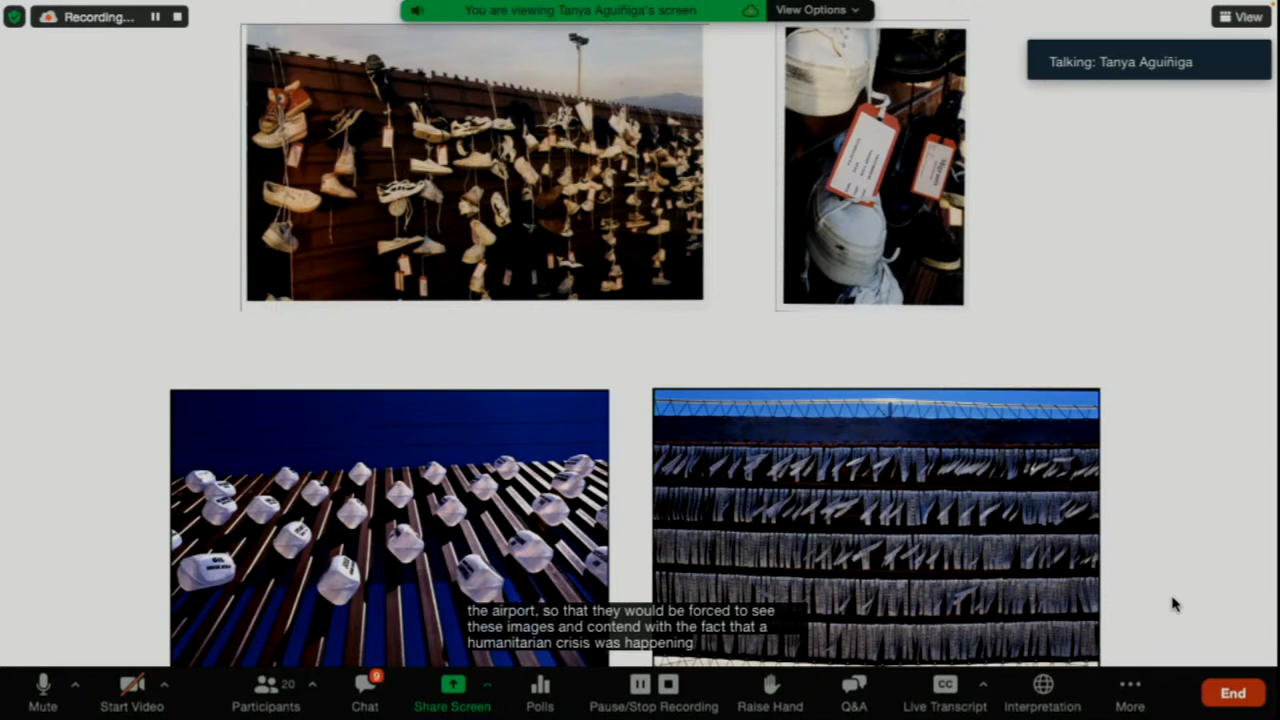 Recording...
You are viewing Tanya Aguiñiga's screen
View Options
View
Talking: Tanya Aguiñiga
the airport, so that they would be forced to see
these images and contend with the fact that a
humanitarian crisis was happening
Mute
Start Video
Participants
20
Chat
9
Share Screen
Polls
Pause/Stop Recording
Raise Hand
Q&A
CC
Live Transcript
Interpretation
More
End